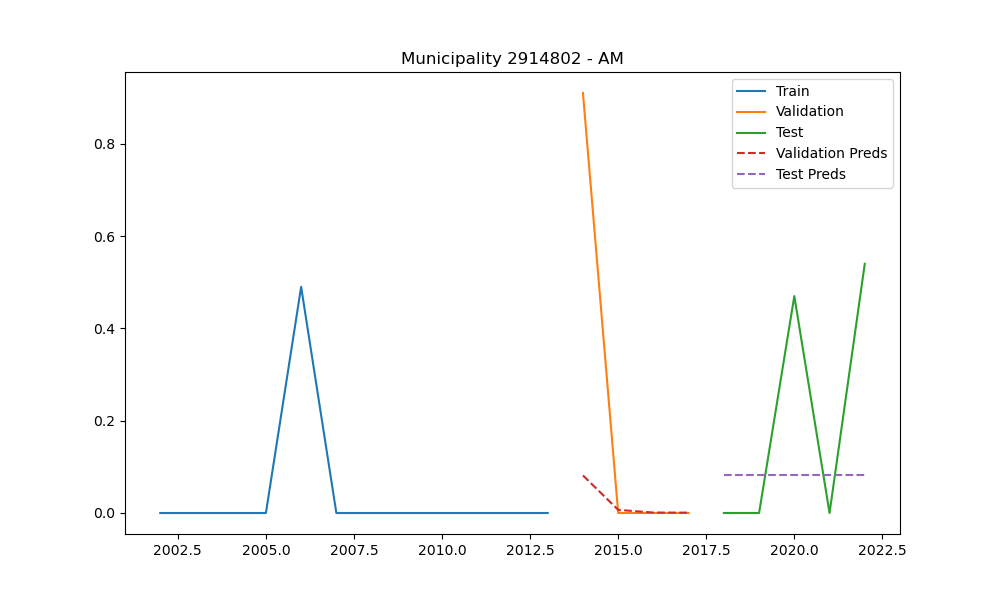 Municipality 2914802 - AM
Train
Validation
Test
Validation Preds
Test Preds
0.8
0.6
0.4
0.2
0.0
2002.5 2005.0 2007.5 2010.0 2012.5 2015.0 2017.5 2020.0 2022.5